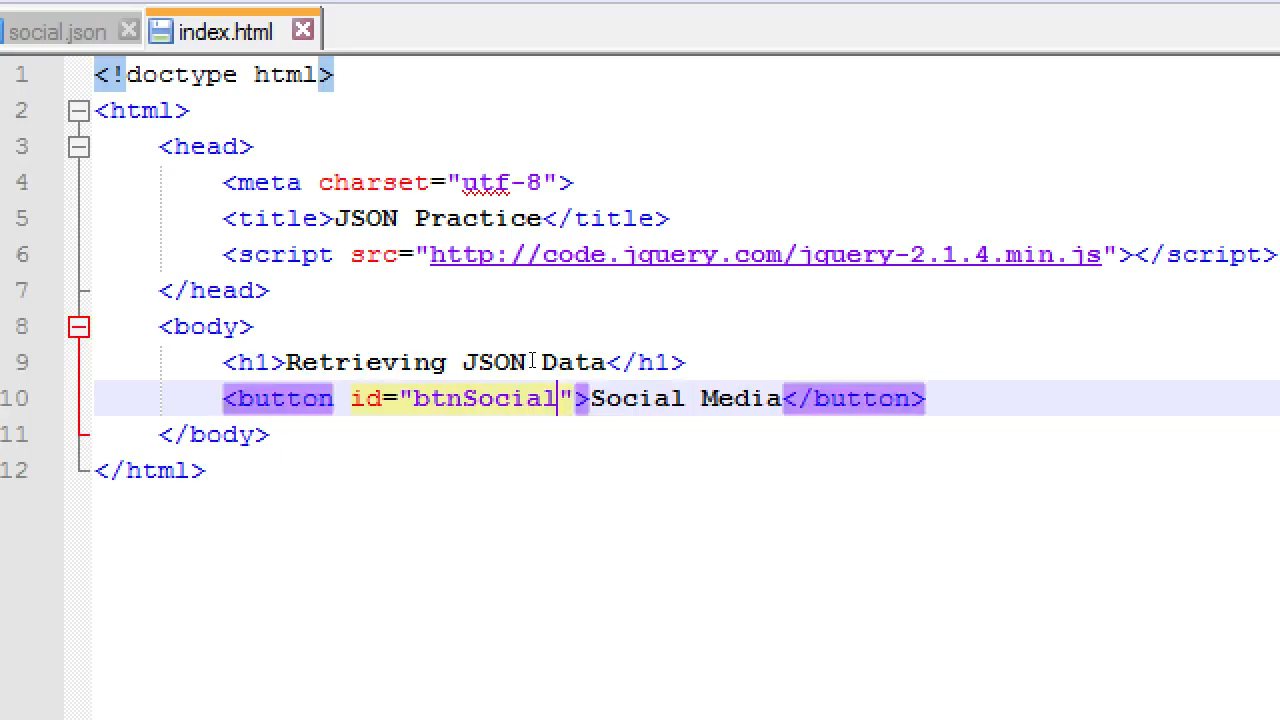 social.json index.html
1 <!doctype html>
2 <html>
3 <head>
4 <meta charset="utf-8">
5 <title>JSON Practice</title>
6 <script src="http://code.jquery.com/jquery-2.1.4.min.js"></script>
7 </head>
8 <body>
9 <h1>Retrieving JSON Data</h1>
10 <button id="btnSocial">Social Media</button>
11 </body>
12 </html>